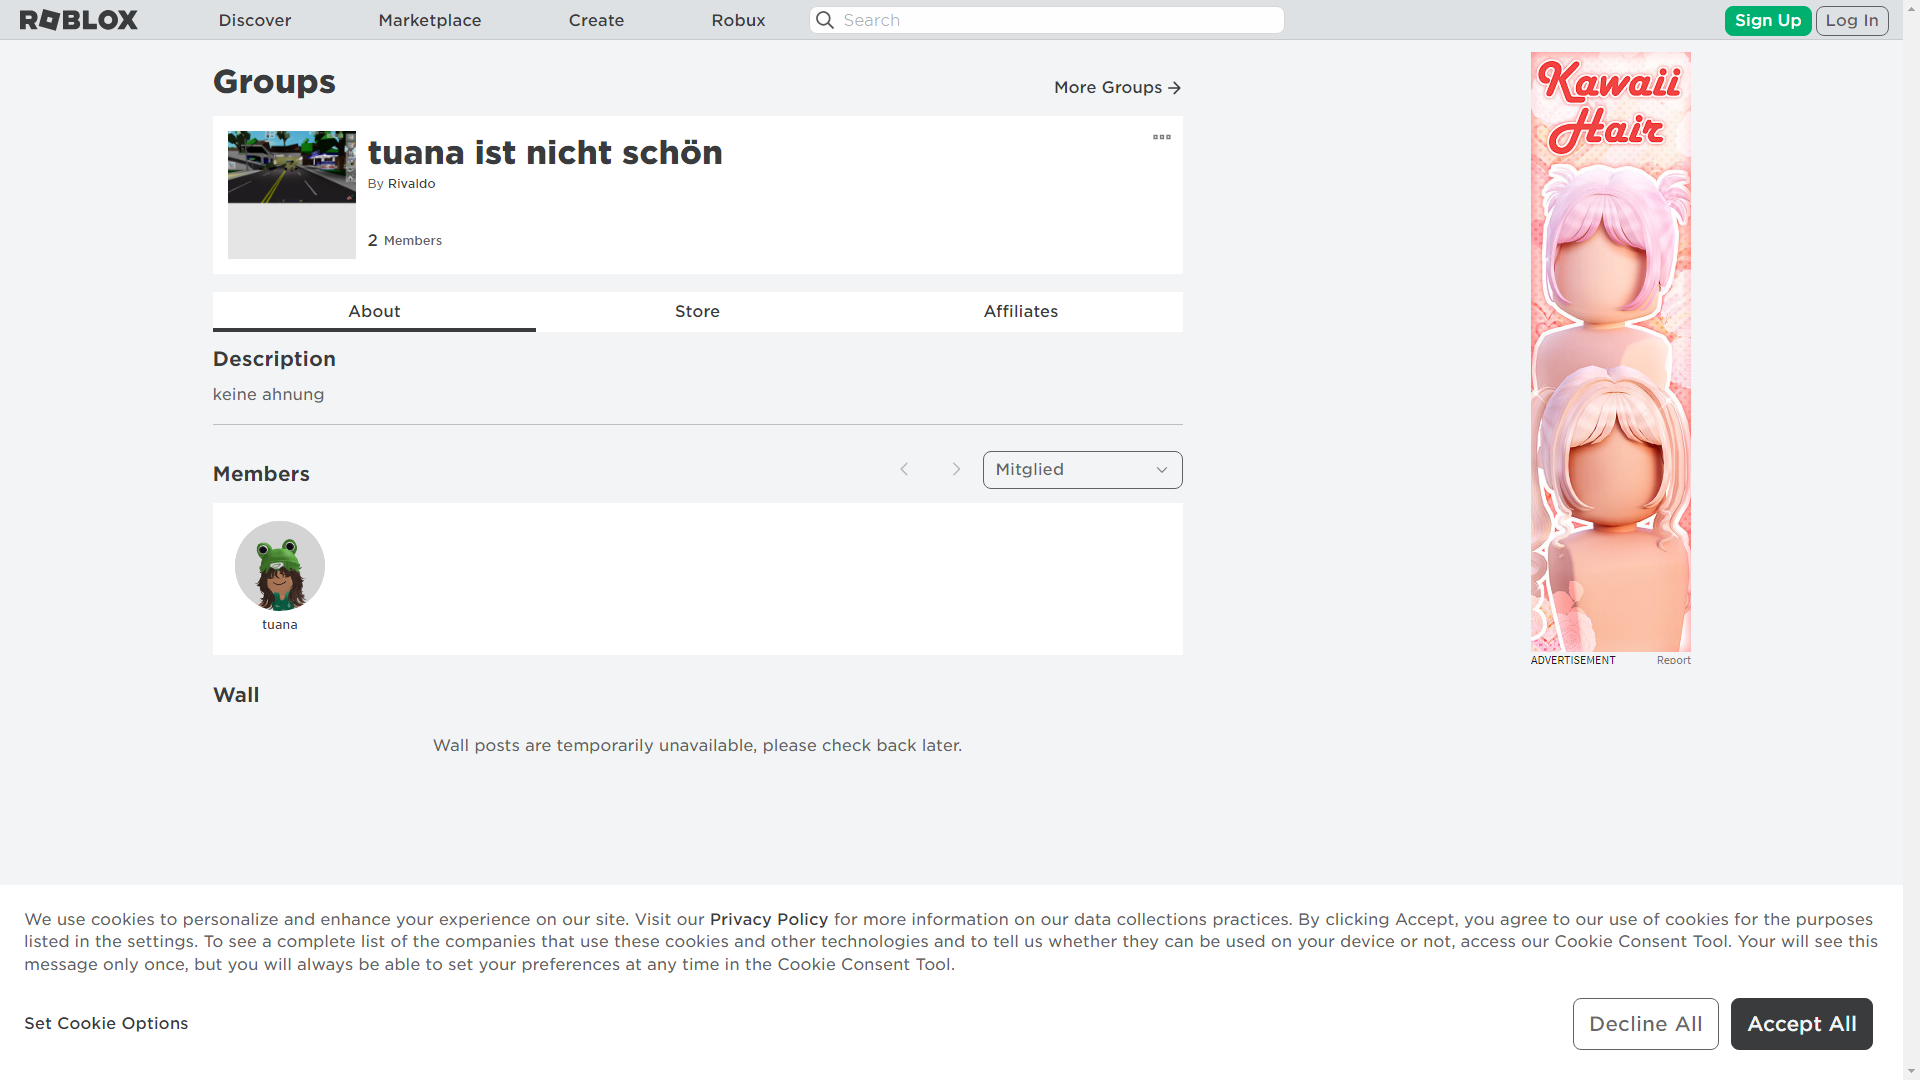 ROBLOX
Discover
Marketplace
Create
Robux
Search
Sign Up
Log In
Groups
More Groups
tuana ist nicht schön
By Rivaldo
2 Members
About
Store
Affiliates
Description
keine ahnung
Members
Mitglied
tuana
Wall
Wall posts are temporarily unavailable, please check back later.
Kawaii
Hair
ADVERTISEMENT
Report
We use cookies to personalize and enhance your experience on our site. Visit our Privacy Policy for more information on our data collections practices. By clicking Accept, you agree to our use of cookies for the purposes
listed in the settings. To see a complete list of the companies that use these cookies and other technologies and to tell us whether they can be used on your device or not, access our Cookie Consent Tool. Your will see this
message only once, but you will always be able to set your preferences at any time in the Cookie Consent Tool.
Set Cookie Options
Decline All
Accept All